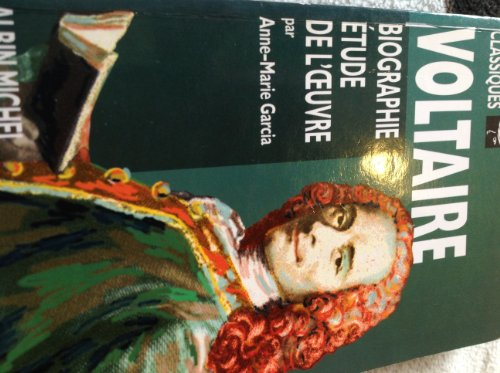 CLASSIQUES
VOLTAIRE
BIOGRAPHIE
ÉTUDE
DE L'ŒUVRE
par
Anne-Marie Garcia
ALBIN MICHEL